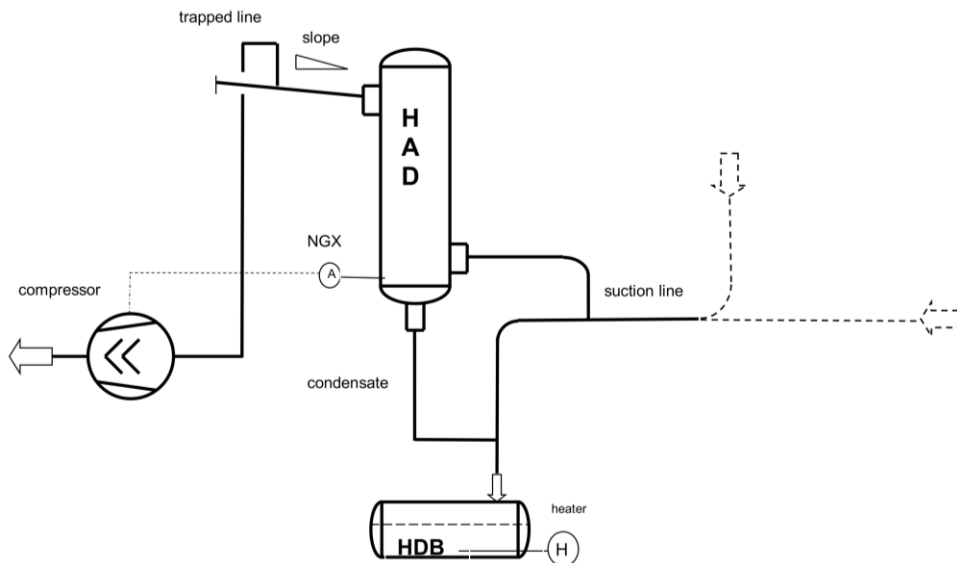 trapped line
slope
H
A
D
NGX
A
compressor
suction line
condensate
heater
HDB
H